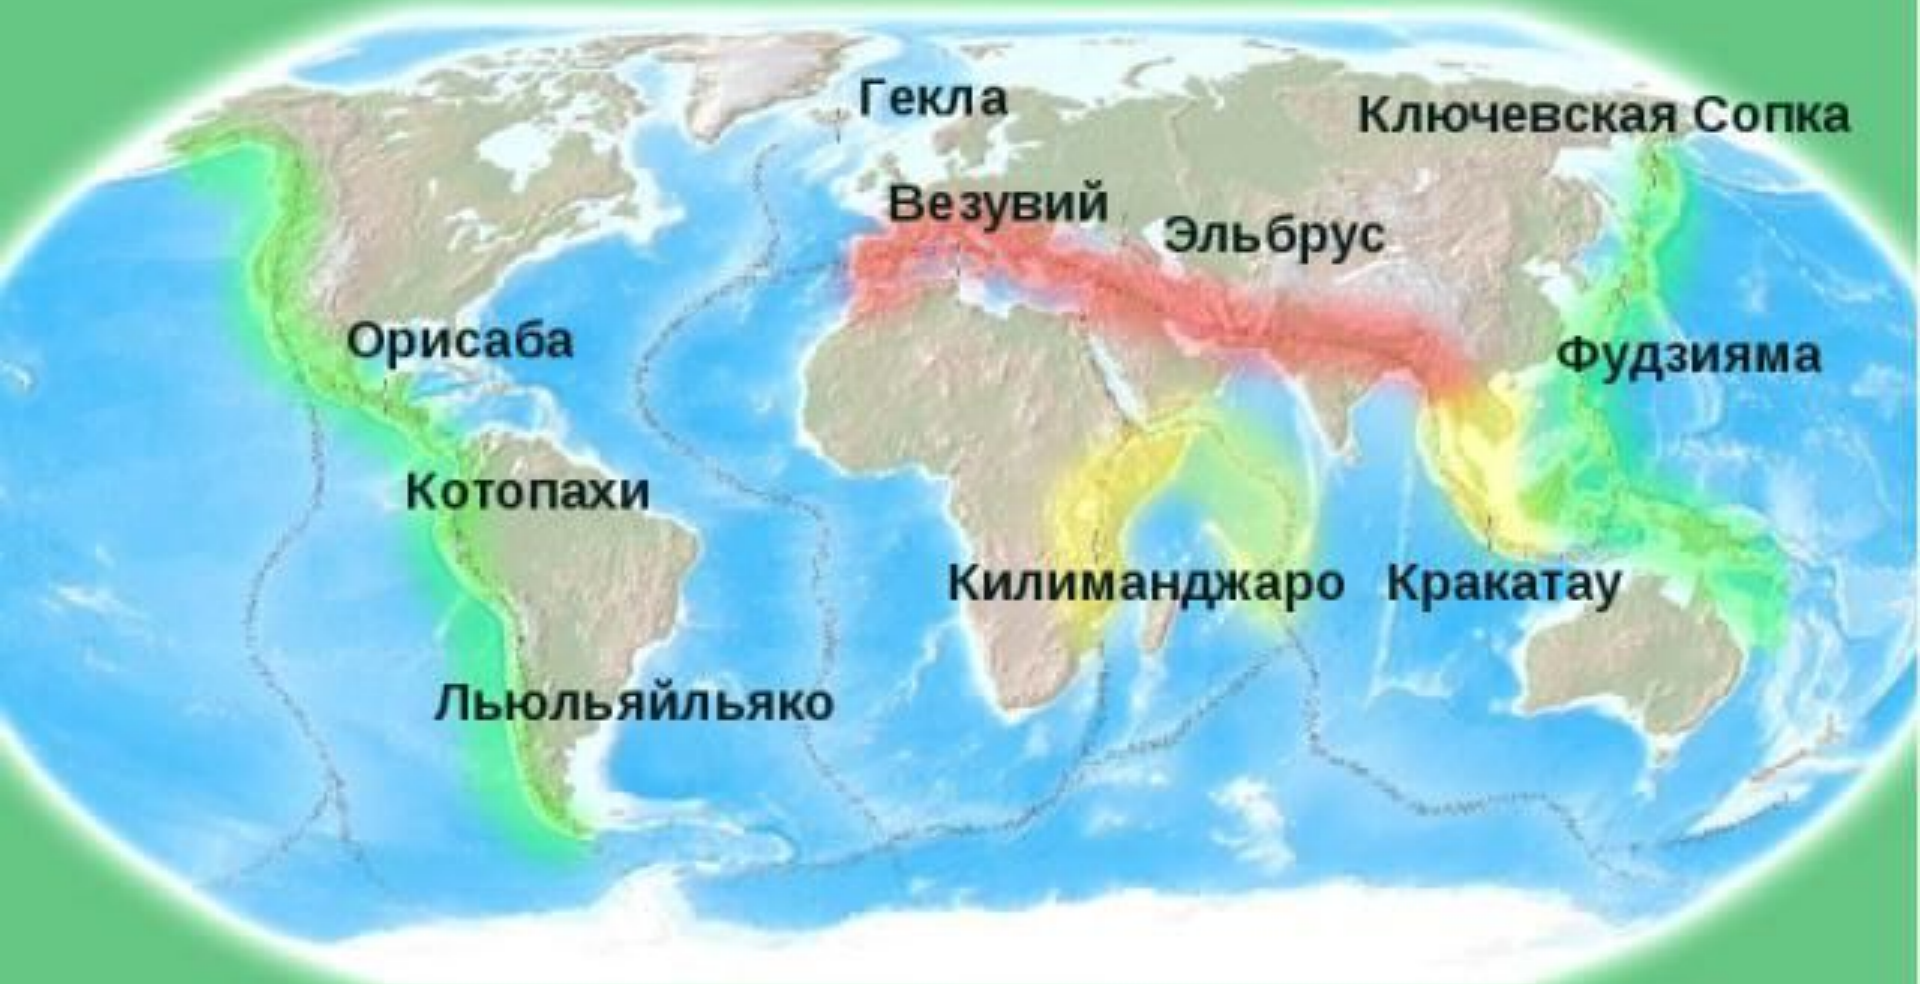 Гекла
Ключевская Сопка
Везувий
Эльбрус
Орисаба
Фудзияма
Котопахи
Килиманджаро
Кракатау
Льюльяйльяко